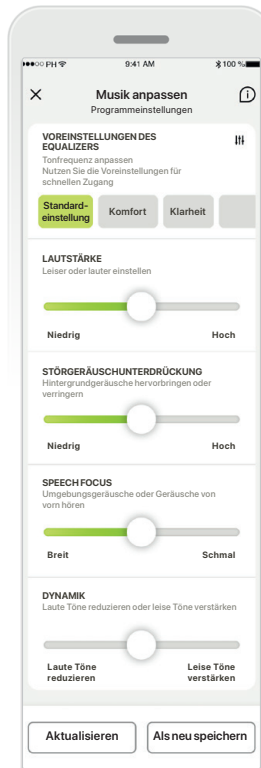 PH 9:41 AM 100 %
Musik anpassen
Programmeinstellungen
VOREINSTELLUNGEN DES
EQUALIZERS
Tonfrequenz anpassen
Nutzen Sie die Voreinstellungen für
schnellen Zugang
Standard-
einstellung
Komfort
Klarheit
LAUTSTÄRKE
Leiser oder lauter einstellen
Niedrig Hoch
STÖRGERÄUSCHUNTERDRÜCKUNG
Hintergrundgeräusche hervorbringen oder
verringern
Niedrig Hoch
SPEECH FOCUS
Umgebungsgeräusche oder Geräusche von
vorn hören
Breit Schmal
DYNAMIK
Laute Töne reduzieren oder leise Töne verstärken
Laute Töne Leise Töne
reduzieren verstärken
Aktualisieren Als neu speichern